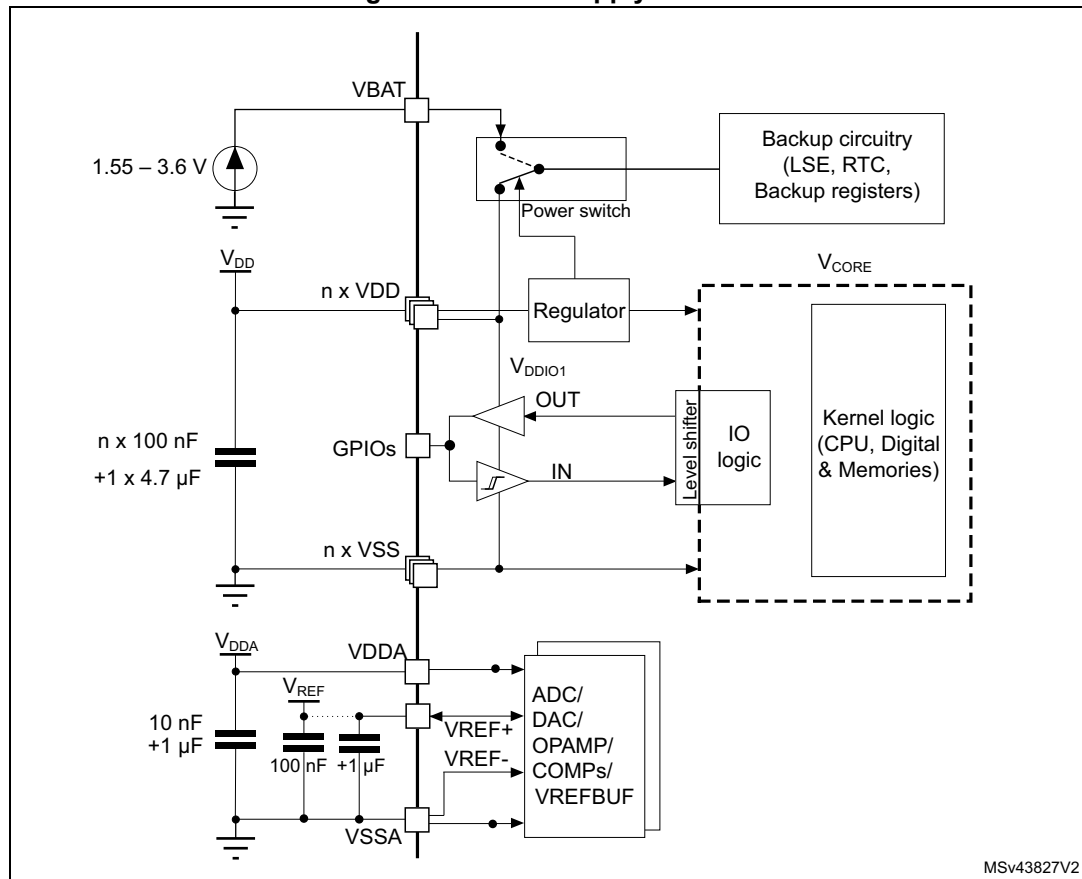 VBAT
1.55 – 3.6 V
Backup circuitry
(LSE, RTC,
Backup registers)
Power switch
VDD
n x VDD
Regulator
VCORE
VDDIO1
OUT
n x 100 nF
+1 x 4.7 μF
GPIOs
IN
Level shifter
IO
logic
Kernel logic
(CPU, Digital
& Memories)
n x VSS
VDDA
VDDA
VREF
10 nF
+1 μF
100 nF
+1 μF
VREF+
VREF-
ADC/
DAC/
OPAMP/
COMPs/
VREFBUF
VSSA
MSv43827V2